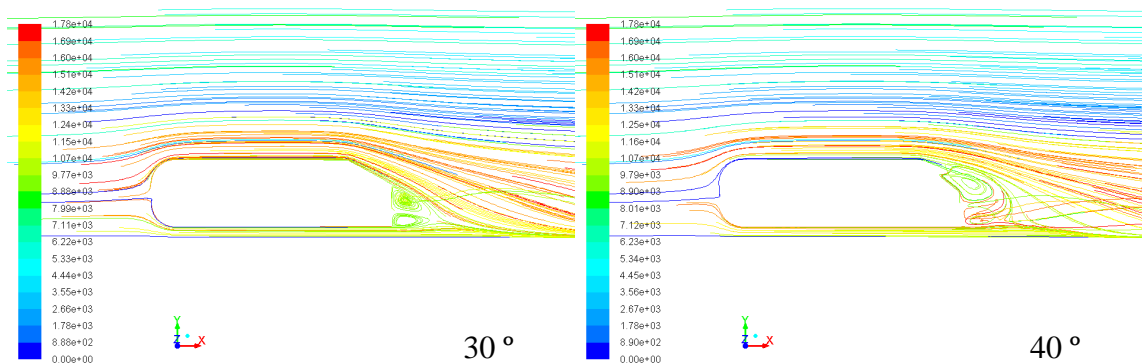 1.78e+04
1.69e+04
1.60e+04
1.51e+04
1.42e+04
1.33e+04
1.24e+04
1.15e+04
1.07e+04
9.77e+03
8.88e+03
7.99e+03
7.11e+03
6.22e+03
5.33e+03
4.44e+03
3.55e+03
2.66e+03
1.78e+03
8.88e+02
0.00e+00
Y
Z
X
30 º
1.78e+04
1.69e+04
1.60e+04
1.51e+04
1.42e+04
1.34e+04
1.25e+04
1.16e+04
1.07e+04
9.79e+03
8.90e+03
8.01e+03
7.12e+03
6.23e+03
5.34e+03
4.45e+03
3.56e+03
2.67e+03
1.78e+03
8.90e+02
0.00e+00
Y
Z
X
40 º